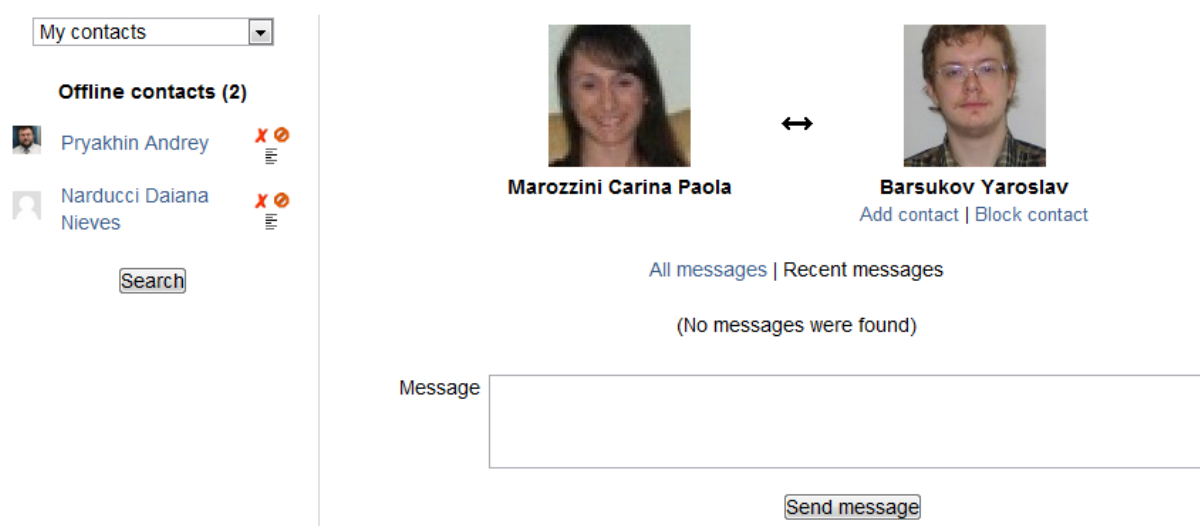 My contacts
Offline contacts (2)
Pryakhin Andrey
Narducci Daiana
Nieves
Search
Marozzini Carina Paola
Barsukov Yaroslav
Add contact | Block contact
All messages | Recent messages
(No messages were found)
Message
Send message